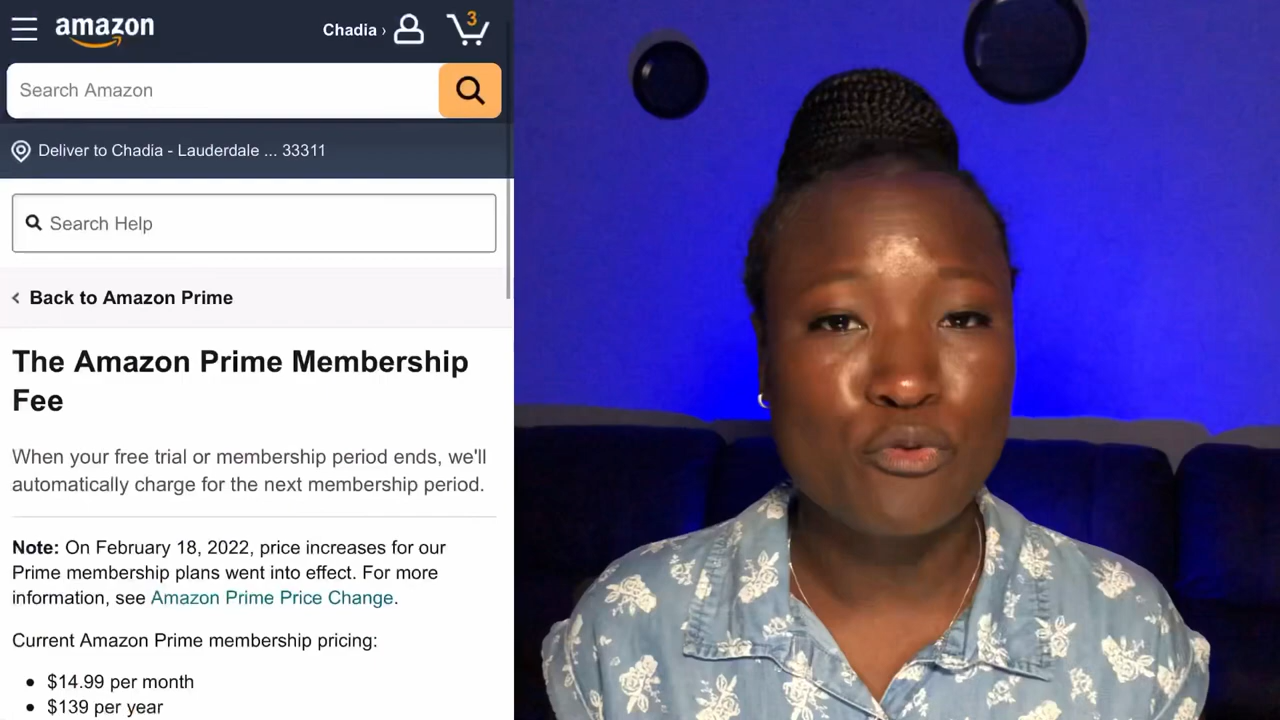 amazon
Chadia ›
3
Search Amazon
Deliver to Chadia - Lauderdale ... 33311
Search Help
‹ Back to Amazon Prime
The Amazon Prime Membership
Fee
When your free trial or membership period ends, we'll
automatically charge for the next membership period.
Note: On February 18, 2022, price increases for our
Prime membership plans went into effect. For more
information, see Amazon Prime Price Change.
Current Amazon Prime membership pricing:
• $14.99 per month
• $139 per year